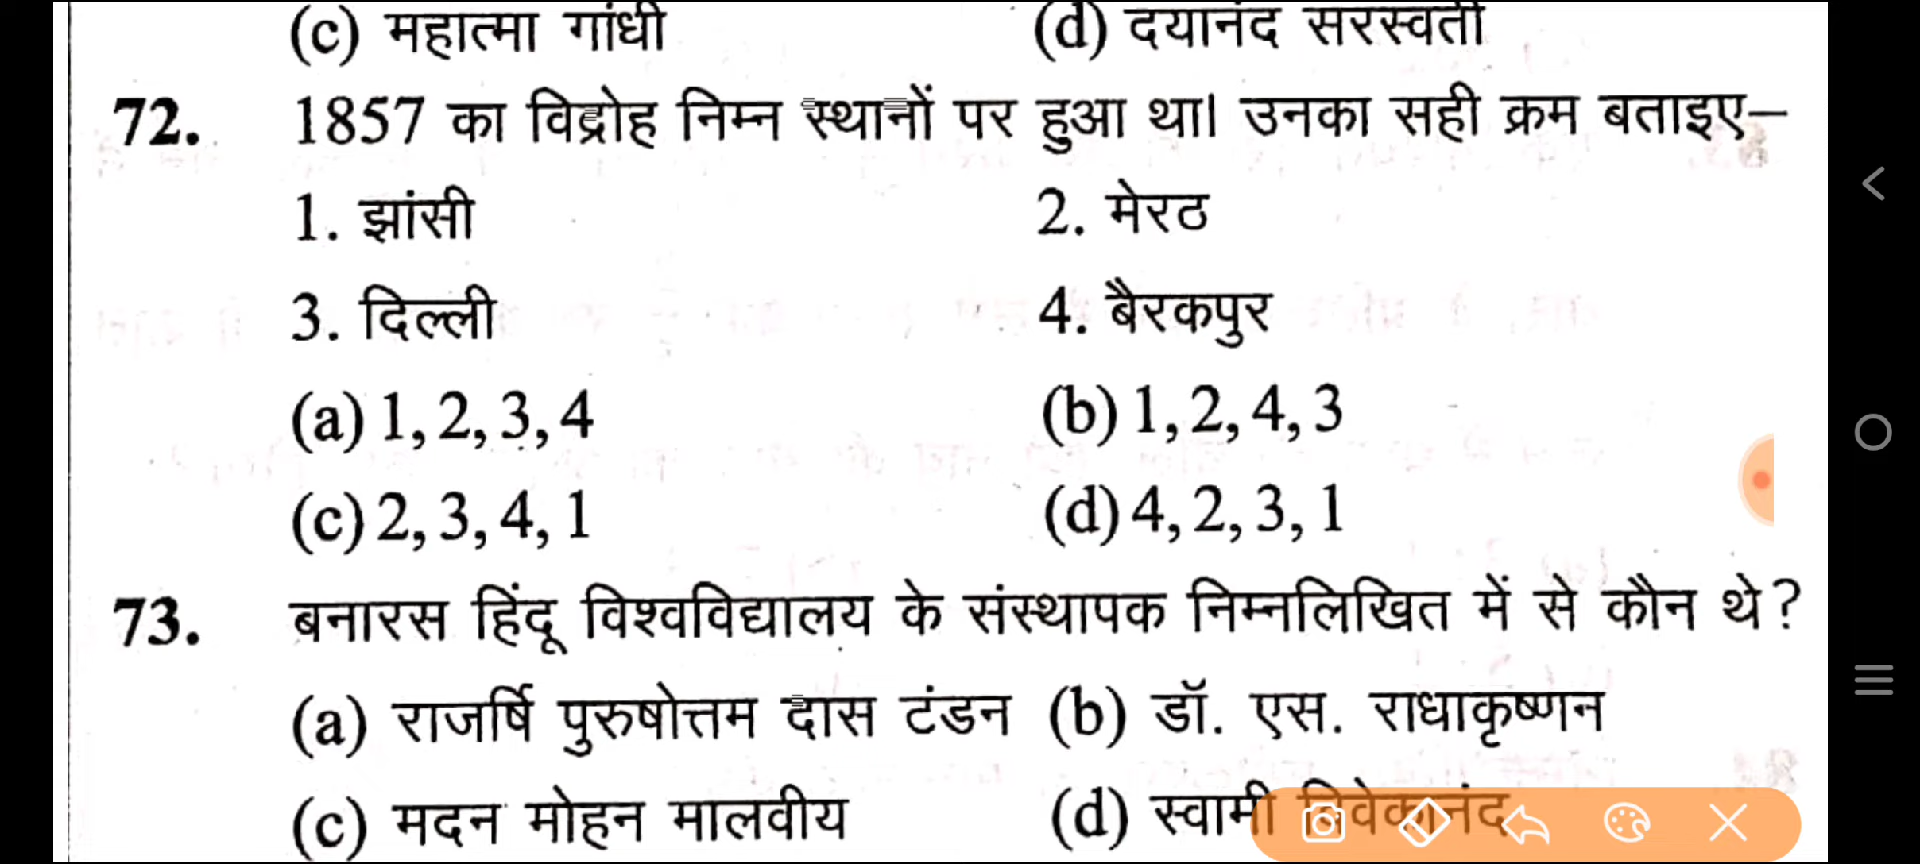 (c) महात्मा गांधी (d) दयानंद सरस्वती
72. 1857 का विद्रोह निम्न स्थानों पर हुआ था। उनका सही क्रम बताइए–
1. झांसी 2. मेरठ
3. दिल्ली 4. बैरकपुर
(a) 1, 2, 3, 4 (b) 1, 2, 4, 3
(c) 2, 3, 4, 1 (d) 4, 2, 3, 1
73. बनारस हिंदू विश्वविद्यालय के संस्थापक निम्नलिखित में से कौन थे?
(a) राजर्षि पुरुषोत्तम दास टंडन (b) डॉ. एस. राधाकृष्णन
(c) मदन मोहन मालवीय (d) स्वामी विवेकानंद